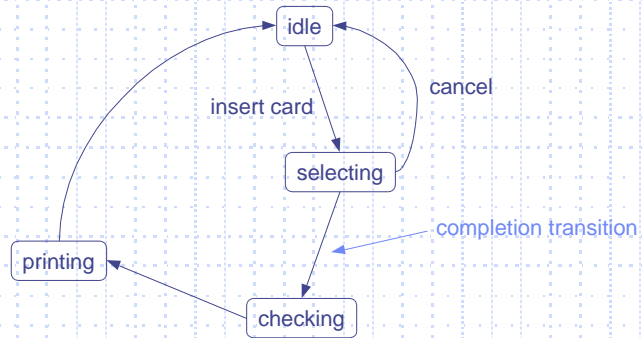 idle
cancel
insert card
selecting
completion transition
printing
checking